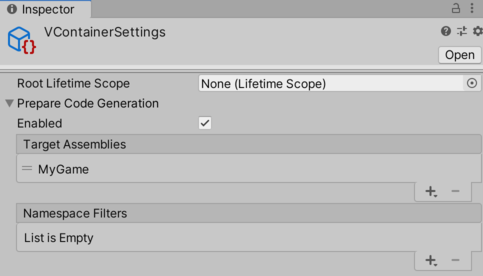 Inspector
VContainerSettings
Open
Root Lifetime Scope None (Lifetime Scope)
Prepare Code Generation
Enabled
Target Assemblies
MyGame
Namespace Filters
List is Empty